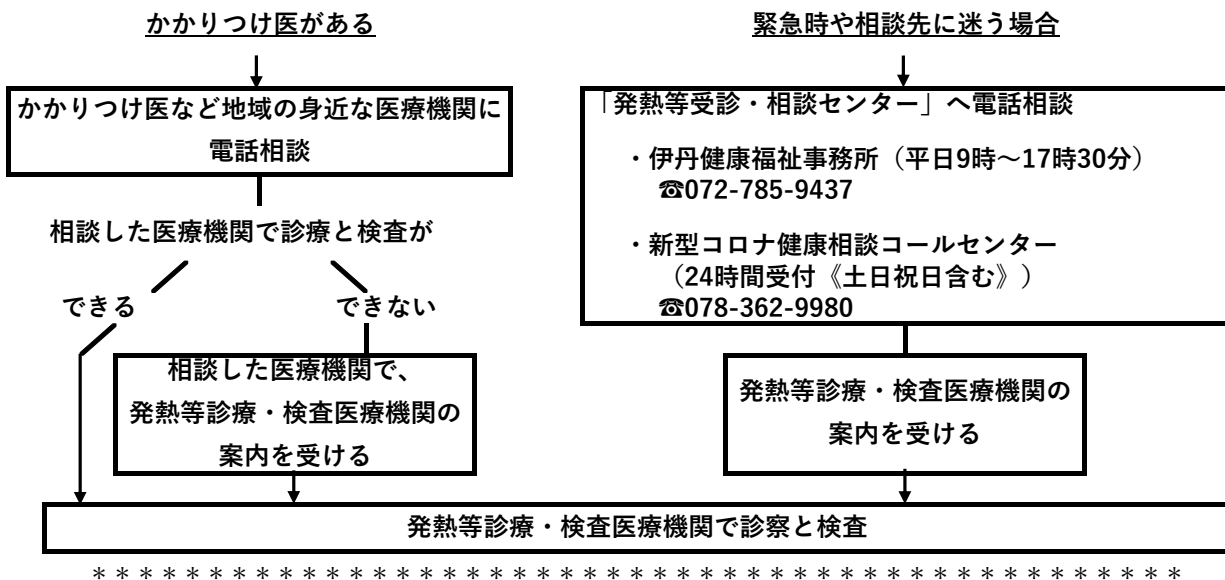 かかりつけ医がある
かかりつけ医など地域の身近な医療機関に
電話相談
相談した医療機関で診療と検査が
できる
できない
相談した医療機関で、
発熱等診療・検査医療機関の
案内を受ける
緊急時や相談先に迷う場合
「発熱等受診・相談センター」へ電話相談
・伊丹健康福祉事務所（平日9時～17時30分）
☎072-785-9437
・新型コロナ健康相談コールセンター
（24時間受付《土日祝日含む》）
☎078-362-9980
発熱等診療・検査医療機関の
案内を受ける
発熱等診療・検査医療機関で診察と検査
＊＊＊＊＊＊＊＊＊＊＊＊＊＊＊＊＊＊＊＊＊＊＊＊＊＊＊＊＊＊＊＊＊＊＊＊＊＊＊＊＊＊＊＊＊＊＊